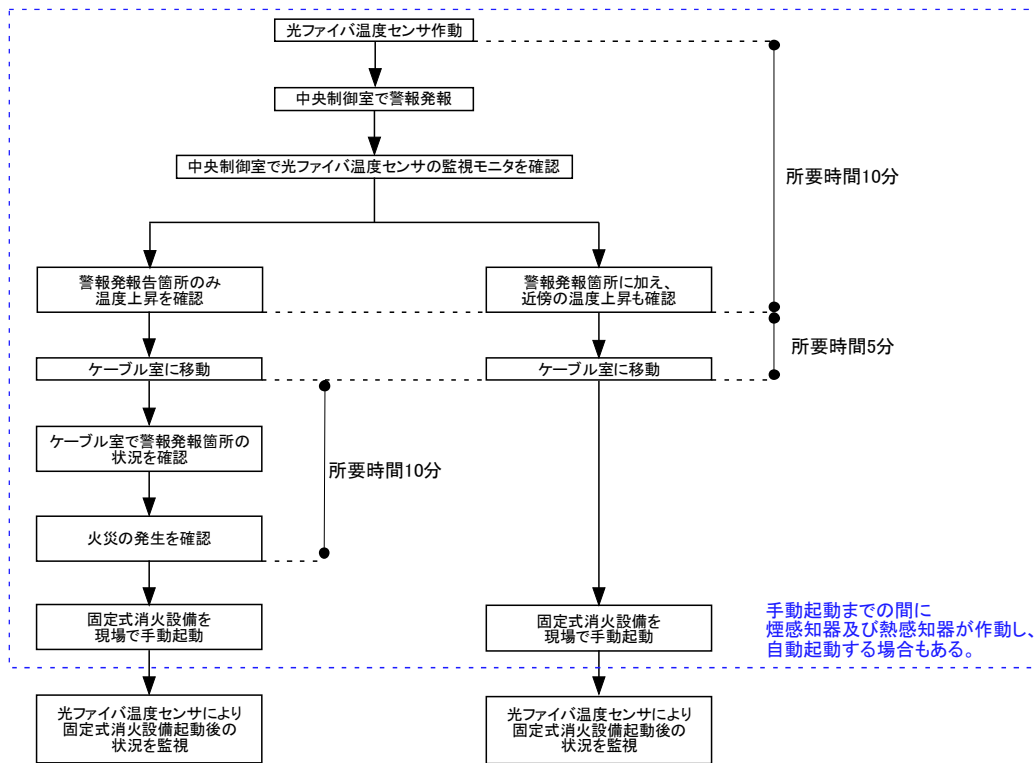 光ファイバ温度センサ作動
中央制御室で警報発報
中央制御室で光ファイバ温度センサの監視モニタを確認
所要時間10分
警報発報告箇所のみ
温度上昇を確認
警報発報箇所に加え、
近傍の温度上昇も確認
所要時間5分
ケーブル室に移動
ケーブル室に移動
ケーブル室で警報発報箇所の
状況を確認
所要時間10分
火災の発生を確認
固定式消火設備を
現場で手動起動
固定式消火設備を
現場で手動起動
手動起動までの間に
煙感知器及び熱感知器が作動し、
自動起動する場合もある。
光ファイバ温度センサにより
固定式消火設備起動後の
状況を監視
光ファイバ温度センサにより
固定式消火設備起動後の
状況を監視